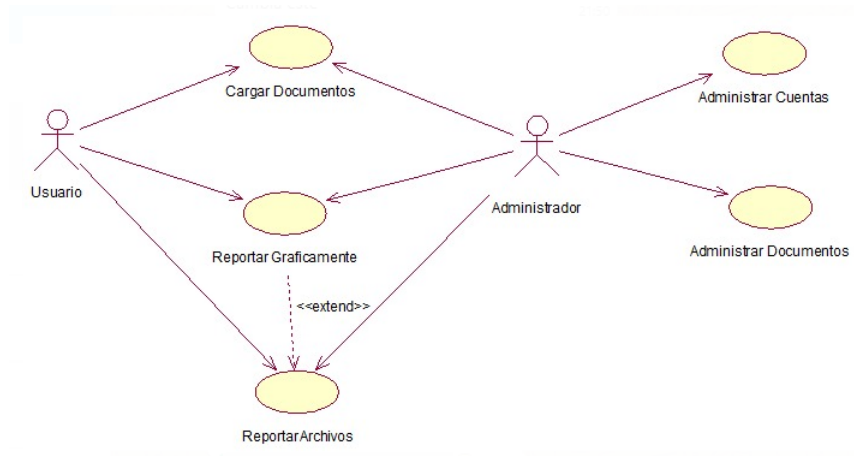 Cargar Documentos
Administrar Cuentas
Usuario
Administrador
Reportar Graficamente
Administrar Documentos
<<extend>>
ReportarArchivos